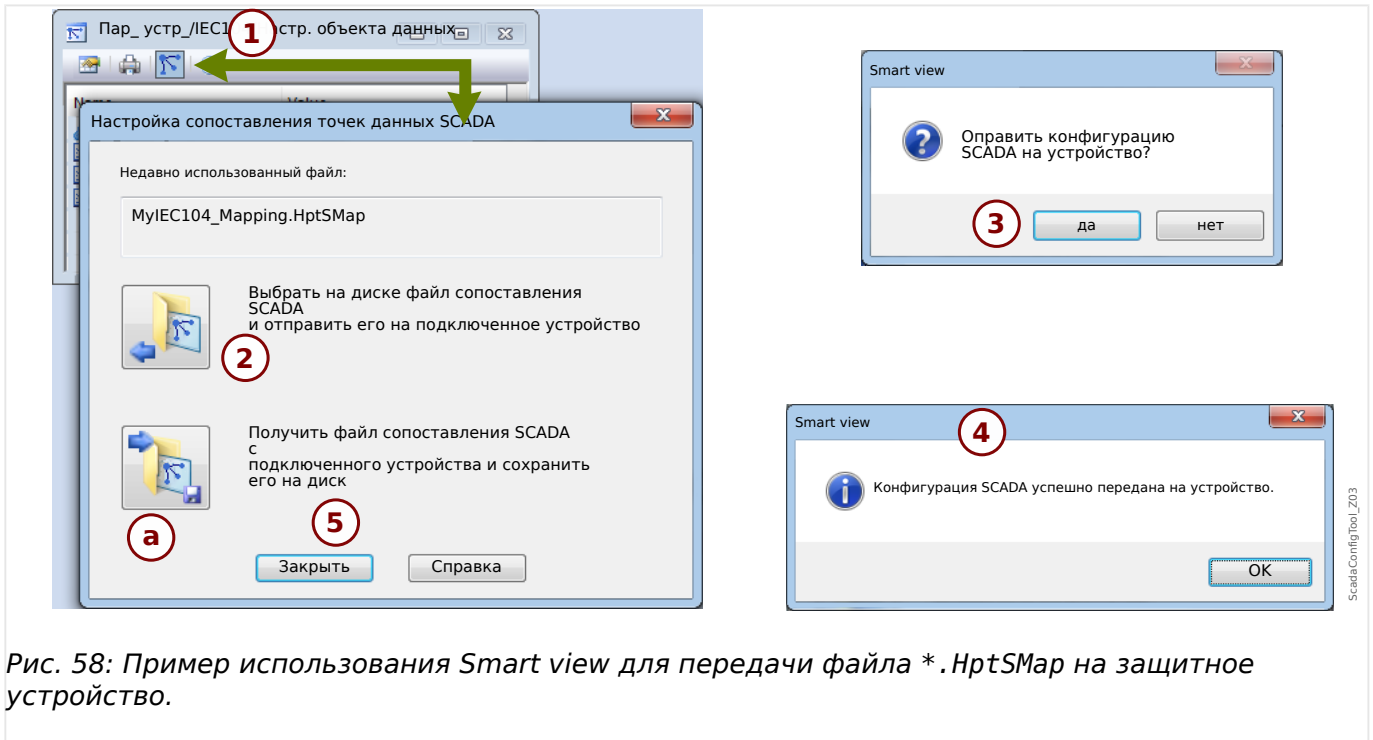 Пар_ устр_/IEC1 стр. объекта данных
1
Настройка сопоставления точек данных SCADA
Недавно использованный файл:
MyIEC104_Mapping.HptSMap
Выбрать на диске файл сопоставления
SCADA
и отправить его на подключенное устройство
2
Получить файл сопоставления SCADA
с
подключенного устройства и сохранить
его на диск
a
5
Закрыть
Справка
Smart view
Оправить конфигурацию
SCADA на устройство?
3
да
нет
Smart view
4
Конфигурация SCADA успешно передана на устройство.
OK
ScadaConfigTool_Z03
Рис. 58: Пример использования Smart view для передачи файла *.HptSMap на защитное
устройство.